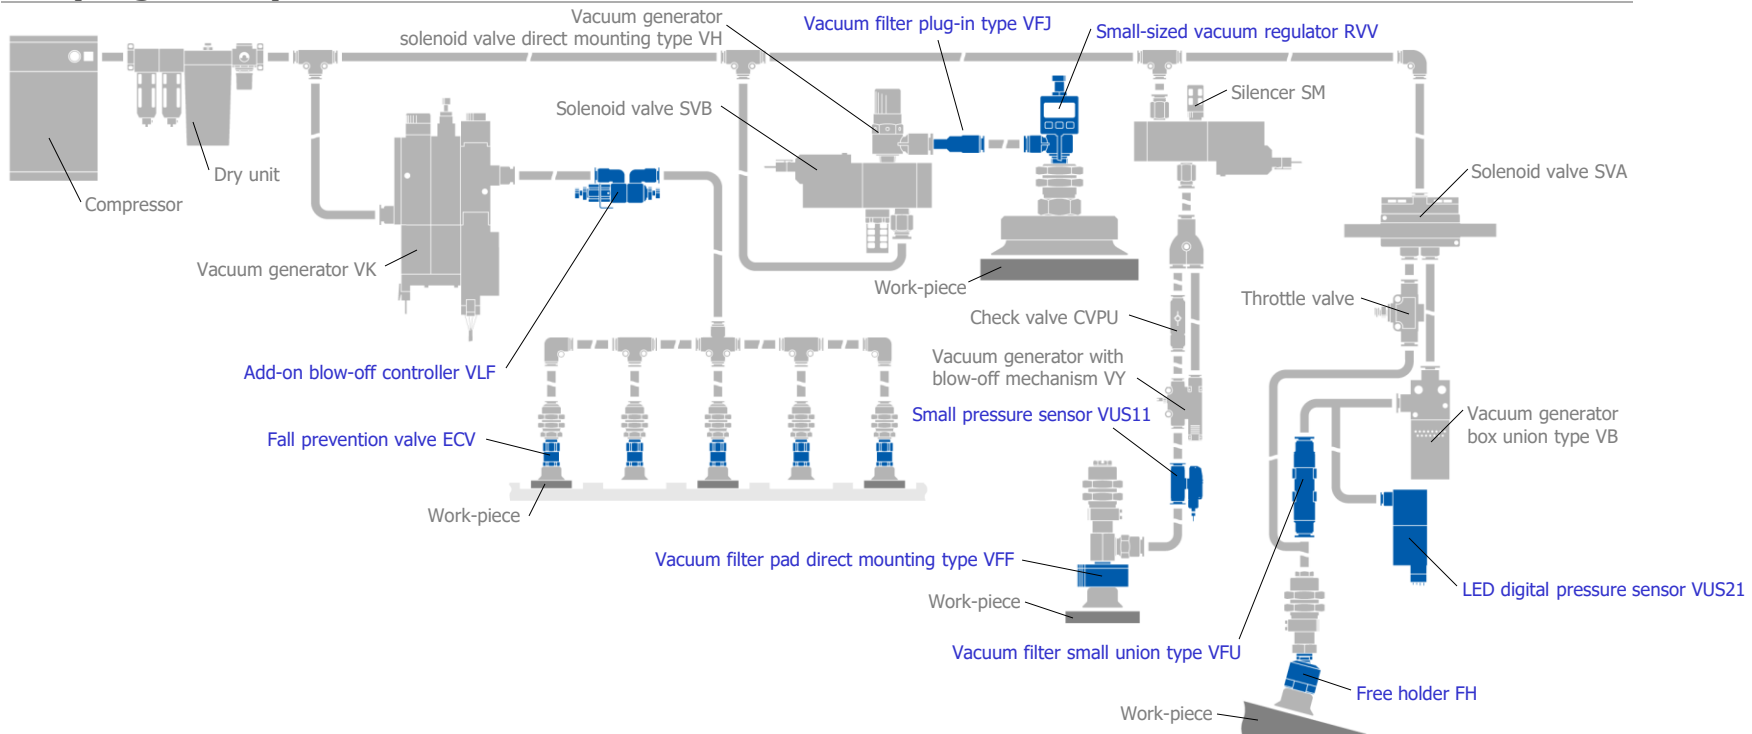 Vacuum generator
solenoid valve direct mounting type VH
Vacuum filter plug-in type VFJ
Small-sized vacuum regulator RVV
Solenoid valve SVB
Silencer SM
Dry unit
Compressor
Solenoid valve SVA
Vacuum generator VK
Work-piece
Throttle valve
Check valve CVPU
Vacuum generator with
blow-off mechanism VY
Add-on blow-off controller VLF
Small pressure sensor VUS11
Vacuum generator
box union type VB
Fall prevention valve ECV
Work-piece
Vacuum filter pad direct mounting type VFF
LED digital pressure sensor VUS21
Work-piece
Vacuum filter small union type VFU
Free holder FH
Work-piece